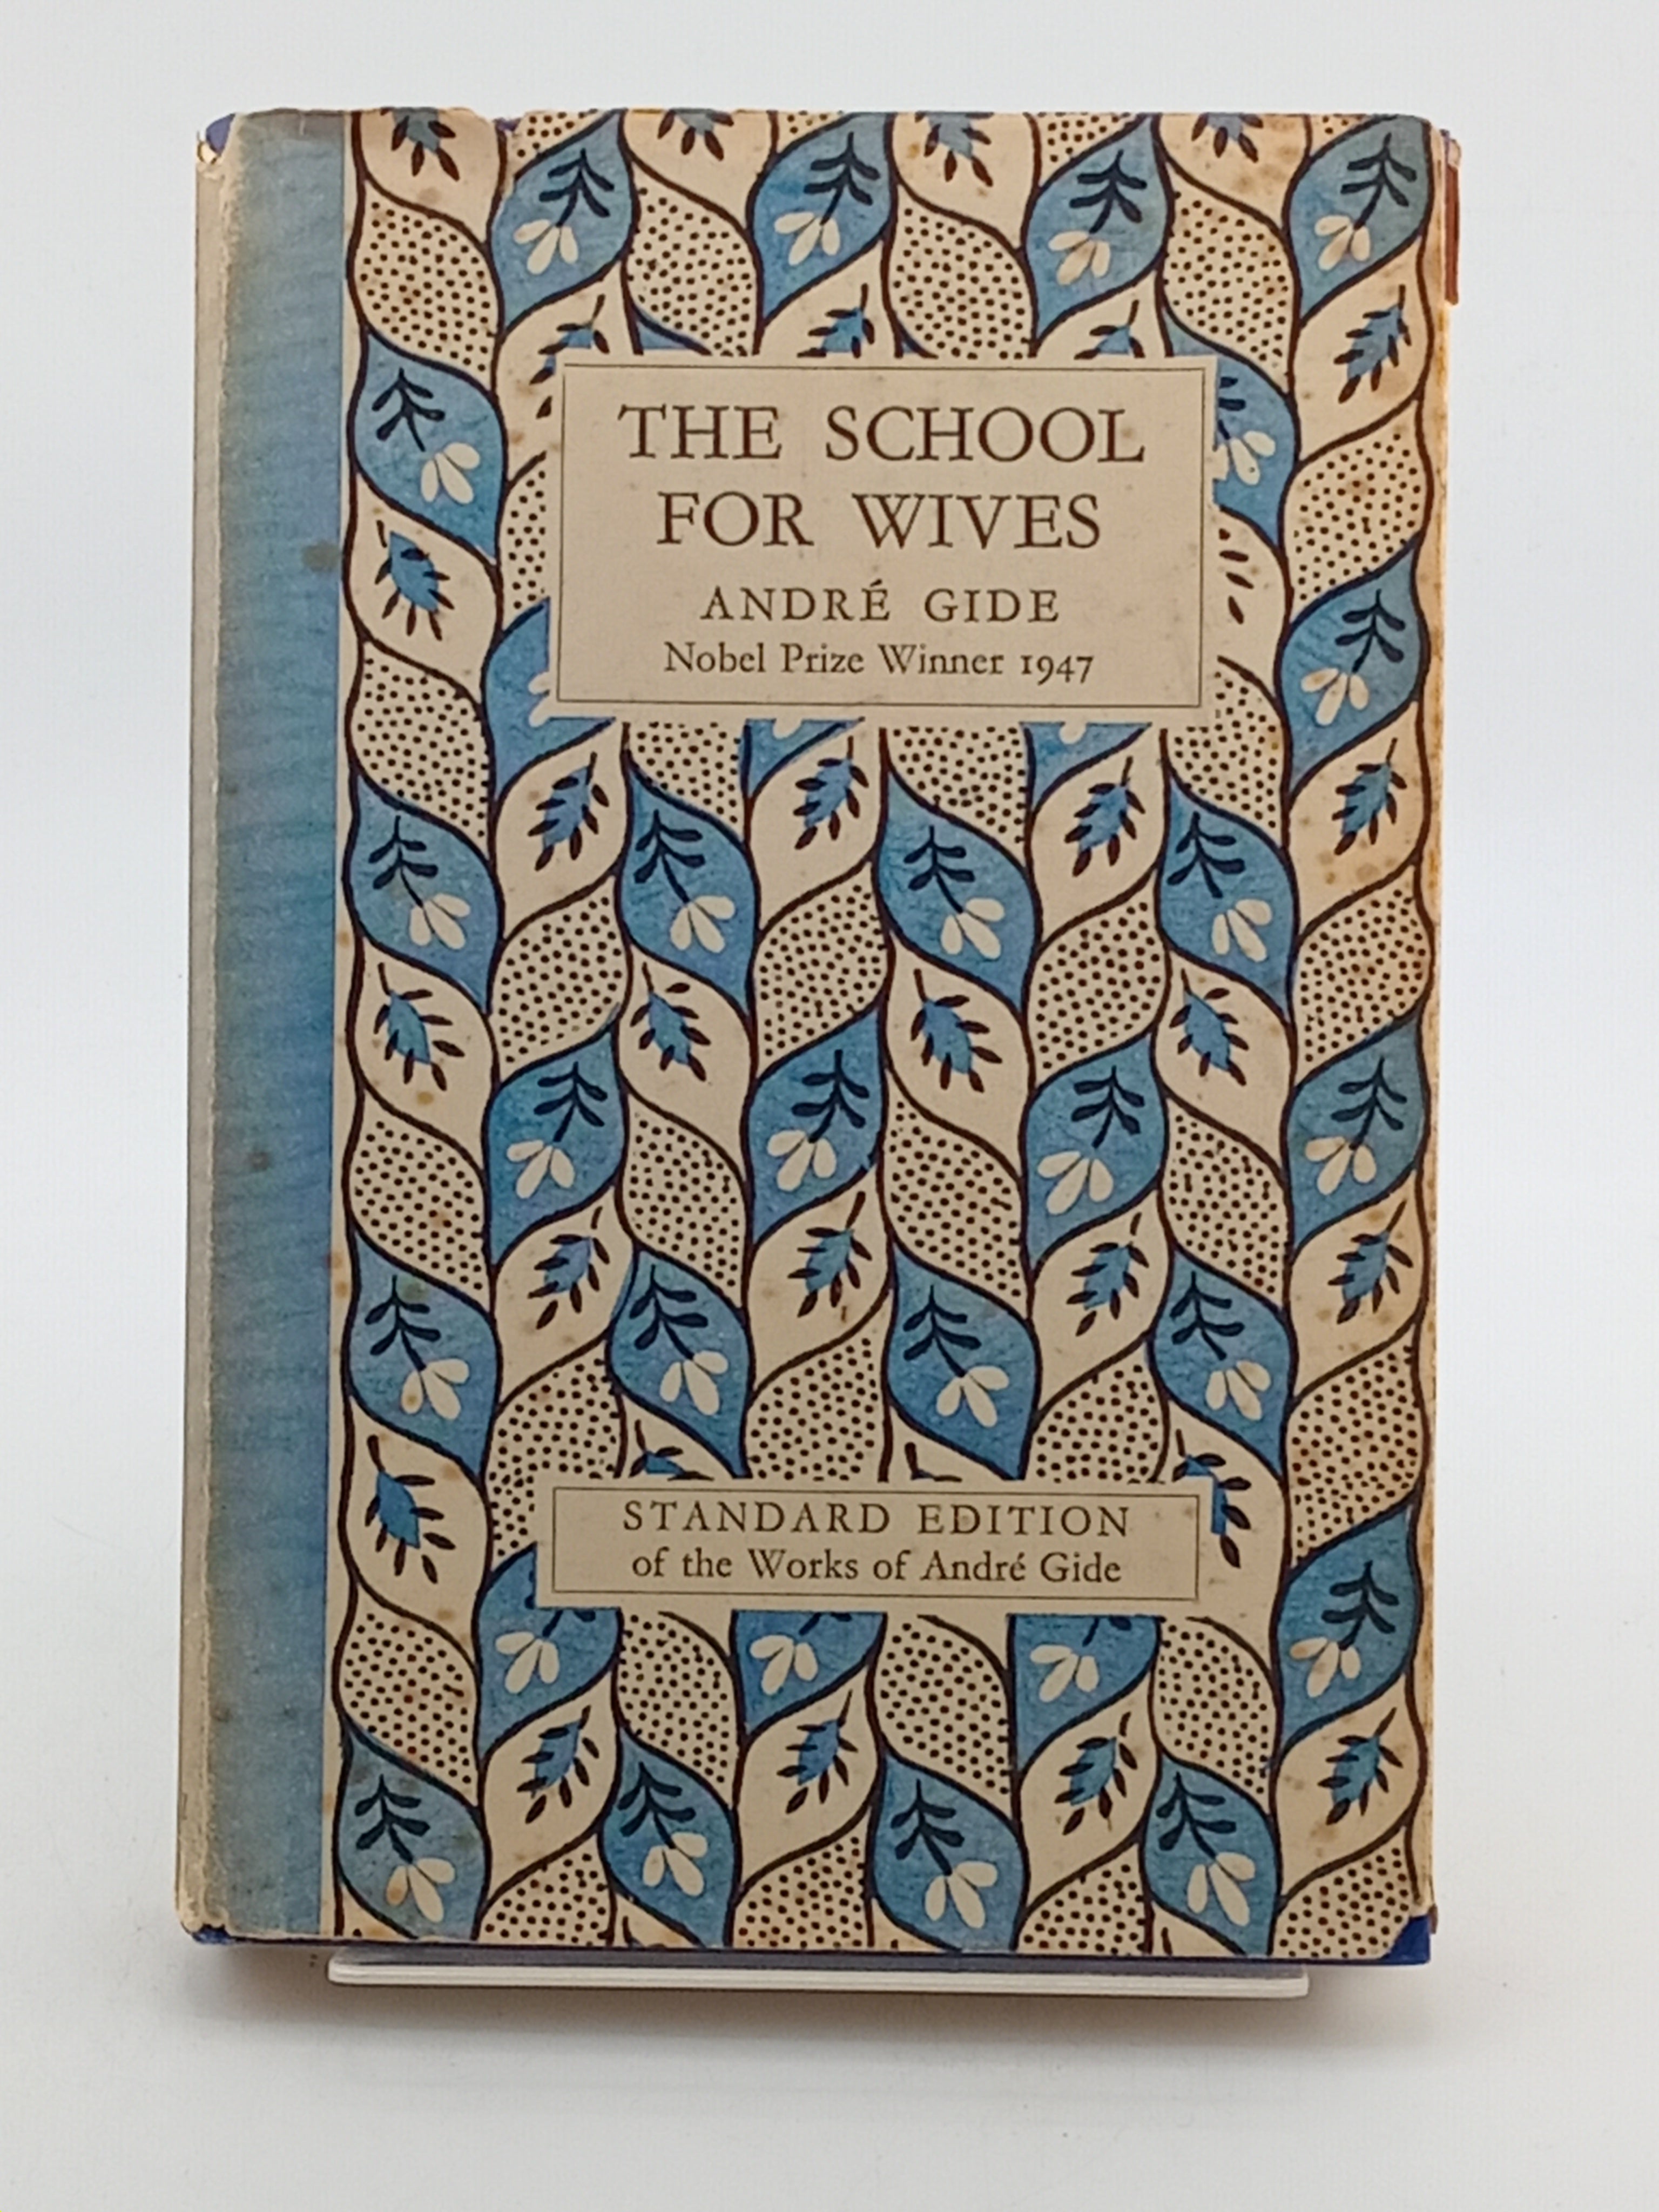 THE SCHOOL
FOR WIVES
ANDRÉ GIDE
Nobel Prize Winner 1947
STANDARD EDITION
of the Works of André Gide